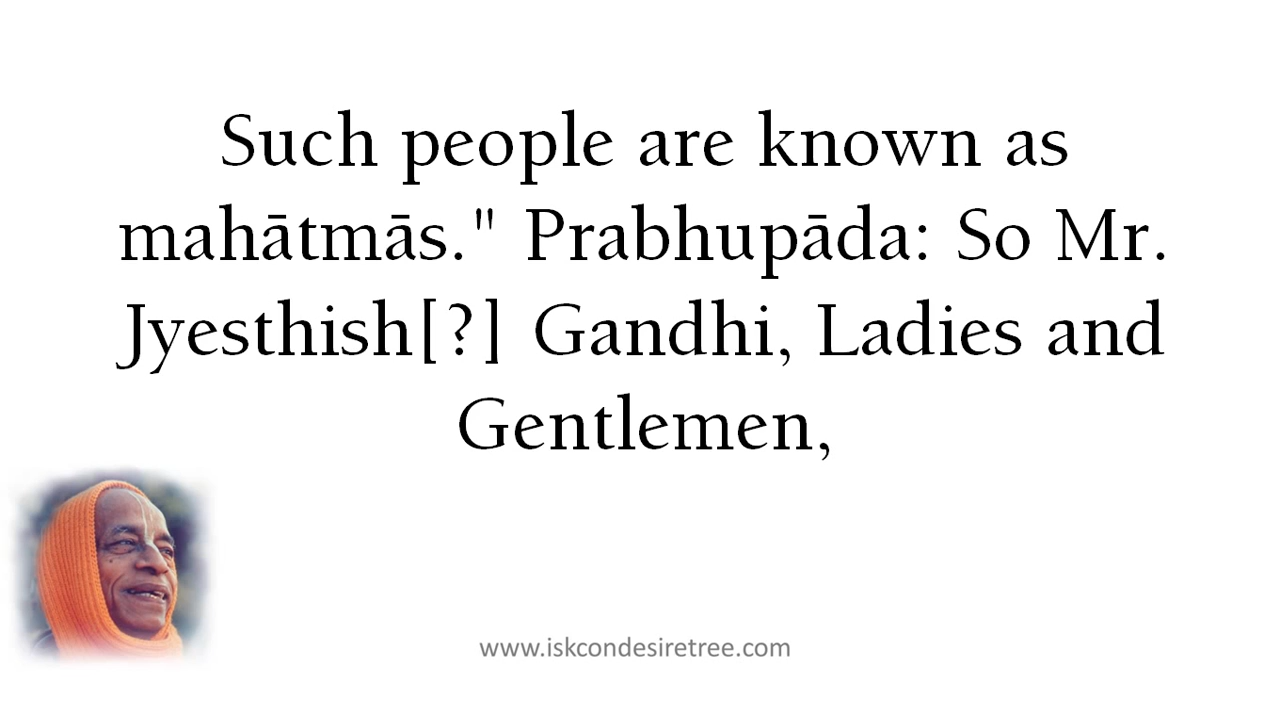 Such people are known as
mahātmās." Prabhupāda: So Mr.
Jyesthish[?] Gandhi, Ladies and
Gentlemen,
www.iskcondesiretree.com